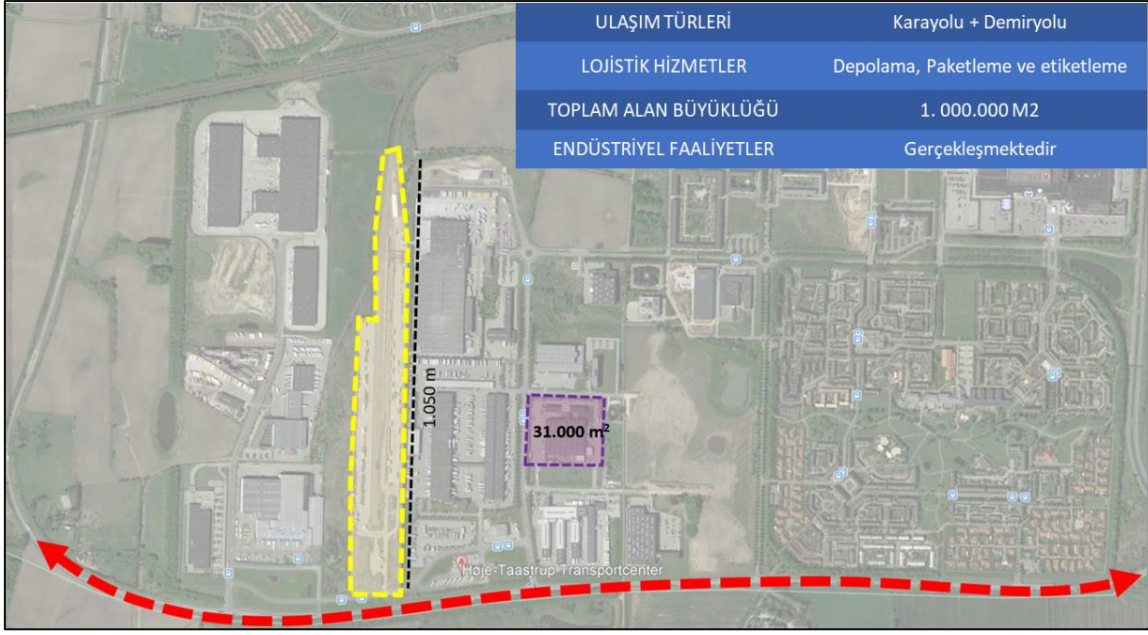 ULAŞIM TÜRLERİ Karayolu + Demiryolu
LOJİSTİK HİZMETLER Depolama, Paketleme ve etiketleme
TOPLAM ALAN BÜYÜKLÜĞÜ 1. 000.000 M2
ENDÜSTRİYEL FAALİYETLER Gerçekleşmektedir
1.050 m
31.000 m²
Høje-Taastrup Transportcenter